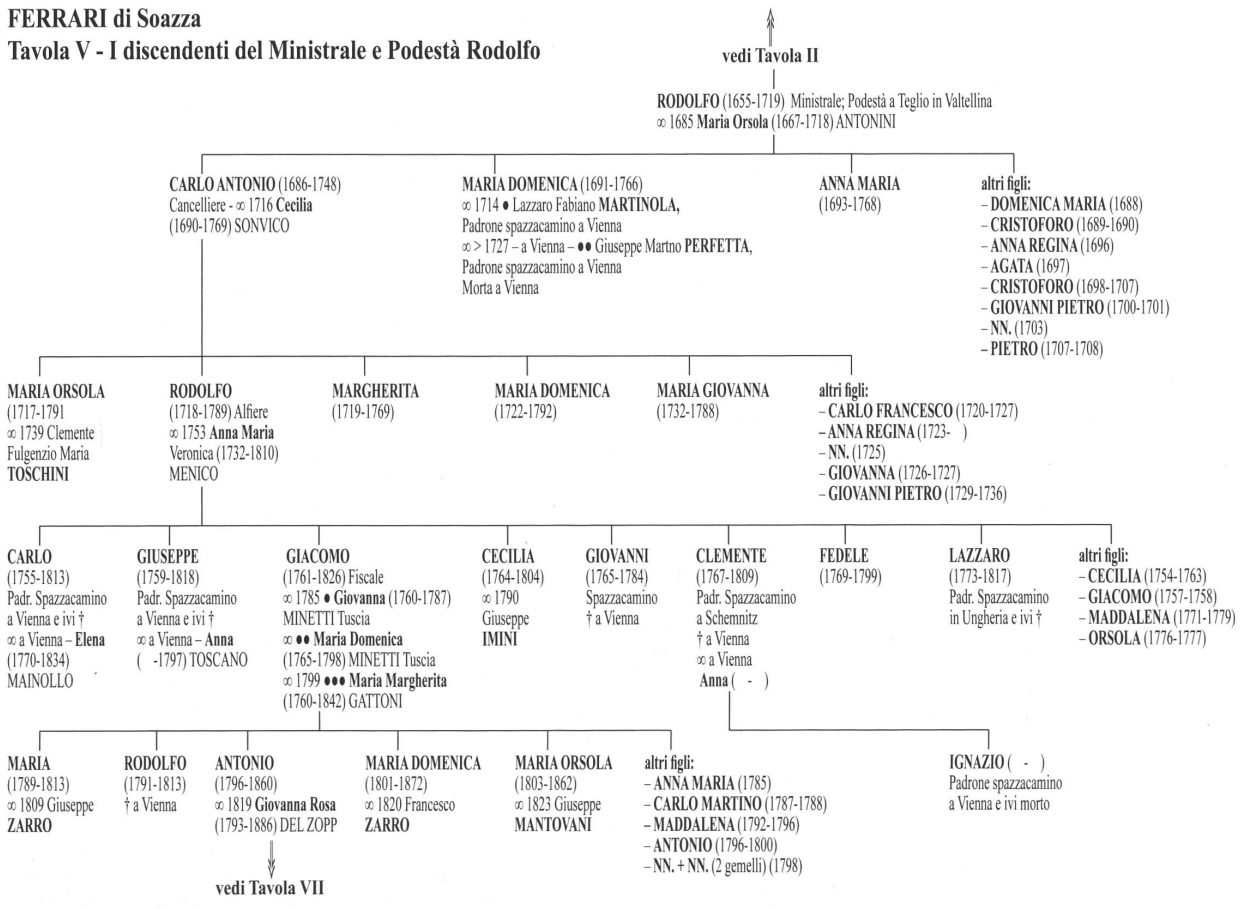 FERRARI di Soazza
Tavola V - I discendenti del Ministrale e Podestà Rodolfo
vedi Tavola II
RODOLFO (1655-1719) Ministrale; Podestà a Teglio in Valtellina
∞ 1685 Maria Orsola (1667-1718) ANTONINI
CARLO ANTONIO (1686-1748)
Cancelliere - ∞ 1716 Cecilia
(1690-1769) SONVICO
MARIA DOMENICA (1691-1766)
∞ 1714 ● Lazzaro Fabiano MARTINOLA,
Padrone spazzacamino a Vienna
∞ > 1727 – a Vienna – ●● Giuseppe Martno PERFETTA,
Padrone spazzacamino a Vienna
Morta a Vienna
ANNA MARIA
(1693-1768)
altri figli:
– DOMENICA MARIA (1688)
– CRISTOFORO (1689-1690)
– ANNA REGINA (1696)
– AGATA (1697)
– CRISTOFORO (1698-1707)
– GIOVANNI PIETRO (1700-1701)
– NN. (1703)
– PIETRO (1707-1708)
MARIA ORSOLA
(1717-1791
∞ 1739 Clemente
Fulgenzio Maria
TOSCHINI
RODOLFO
(1718-1789) Alfiere
∞ 1753 Anna Maria
Veronica (1732-1810)
MENICO
MARGHERITA
(1719-1769)
MARIA DOMENICA
(1722-1792)
MARIA GIOVANNA
(1732-1788)
altri figli:
– CARLO FRANCESCO (1720-1727)
– ANNA REGINA (1723- )
– NN. (1725)
– GIOVANNA (1726-1727)
– GIOVANNI PIETRO (1729-1736)
CARLO
(1755-1813)
Padr. Spazzacamino
a Vienna e ivi †
∞ a Vienna – Elena
(1770-1834)
MAINOLLO
GIUSEPPE
(1759-1818)
Padr. Spazzacamino
a Vienna e ivi †
∞ a Vienna – Anna
( -1797) TOSCANO
GIACOMO
(1761-1826) Fiscale
∞ 1785 ● Giovanna (1760-1787)
MINETTI Tuscia
∞ ●● Maria Domenica
(1765-1798) MINETTI Tuscia
∞ 1799 ●●● Maria Margherita
(1760-1842) GATTONI
CECILIA
(1764-1804)
∞ 1790
Giuseppe
IMINI
GIOVANNI
(1765-1784)
Spazzacamino
† a Vienna
CLEMENTE
(1767-1809)
Padr. Spazzacamino
a Schemnitz
† a Vienna
∞ a Vienna
Anna ( - )
FEDELE
(1769-1799)
LAZZARO
(1773-1817)
Padr. Spazzacamino
in Ungheria e ivi †
altri figli:
– CECILIA (1754-1763)
– GIACOMO (1757-1758)
– MADDALENA (1771-1779)
– ORSOLA (1776-1777)
MARIA
(1789-1813)
∞ 1809 Giuseppe
ZARRO
RODOLFO
(1791-1813)
† a Vienna
ANTONIO
(1796-1860)
∞ 1819 Giovanna Rosa
(1793-1886) DEL ZOPP
vedi Tavola VII
MARIA DOMENICA
(1801-1872)
∞ 1820 Francesco
ZARRO
MARIA ORSOLA
(1803-1862)
∞ 1823 Giuseppe
MANTOVANI
altri figli:
– ANNA MARIA (1785)
– CARLO MARTINO (1787-1788)
– MADDALENA (1792-1796)
– ANTONIO (1796-1800)
– NN. + NN. (2 gemelli) (1798)
IGNAZIO ( - )
Padrone spazzacamino
a Vienna e ivi morto